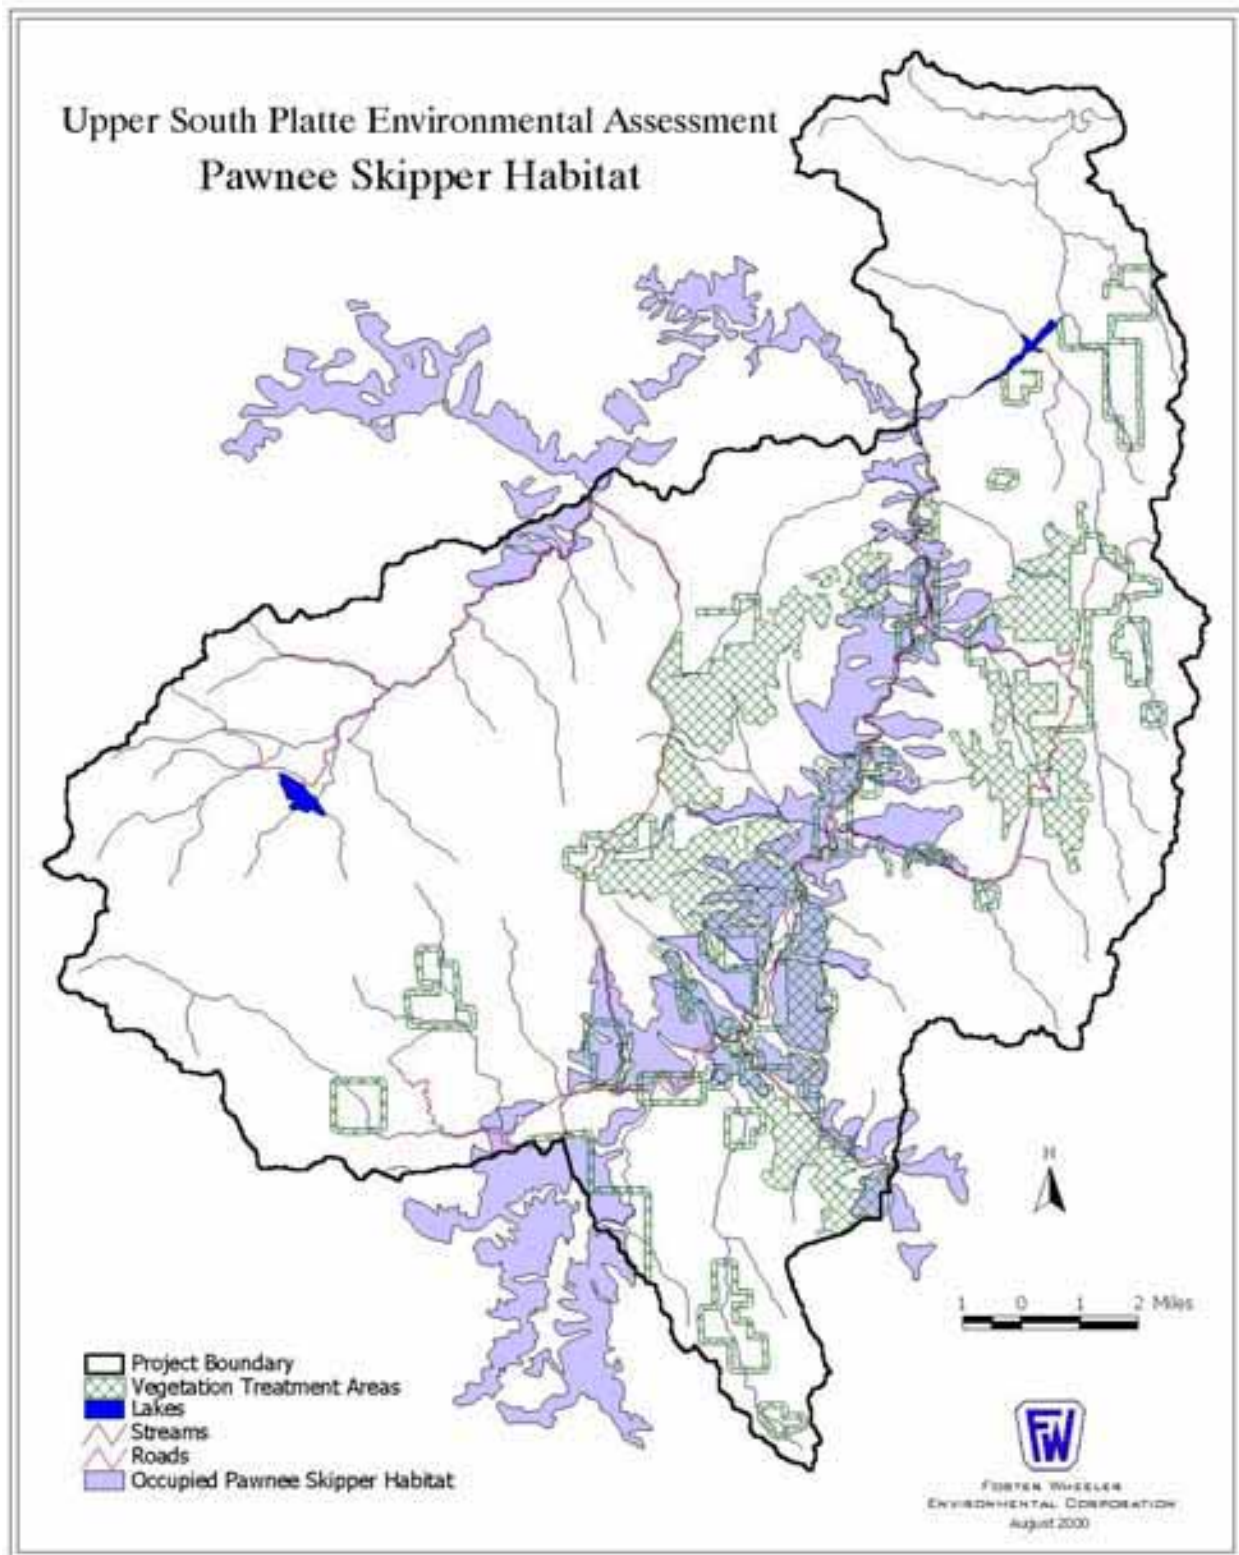 Upper South Platte Environmental Assessment
Pawnee Skipper Habitat
N
1 0 1 2 Miles
Project Boundary
Vegetation Treatment Areas
Lakes
Streams
Roads
Occupied Pawnee Skipper Habitat
FW
FOSTER WHEELER
ENVIRONMENTAL CORPORATION
August 2000